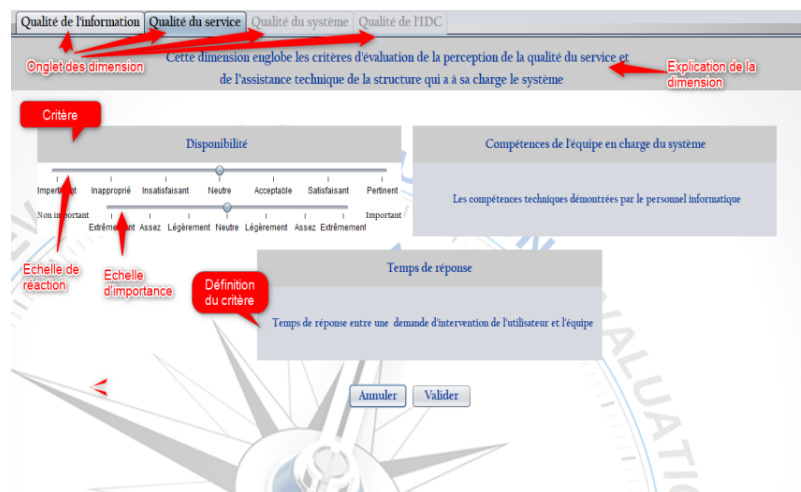 Qualité de l'information Qualité du service Qualité du système Qualité de l'IDC
Onglet des dimension
Cette dimension englobe les critères d'évaluation de la perception de la qualité du service et
de l'assistance technique de la structure qui a à sa charge le système
Explication de la
dimension
Critère
Disponibilité
Impertinent Inapproprié Insatisfaisant Neutre Acceptable Satisfaisant Pertinent
Non important Important
Extrêmement Assez Légèrement Neutre Légèrement Assez Extrêmement
Compétences de l'équipe en charge du système
Les compétences techniques démontrées par le personnel informatique
Echelle de
réaction
Echelle
d'importance
Définition
du critère
Temps de réponse
Temps de réponse entre une demande d'intervention de l'utilisateur et l'équipe
Annuler Valider